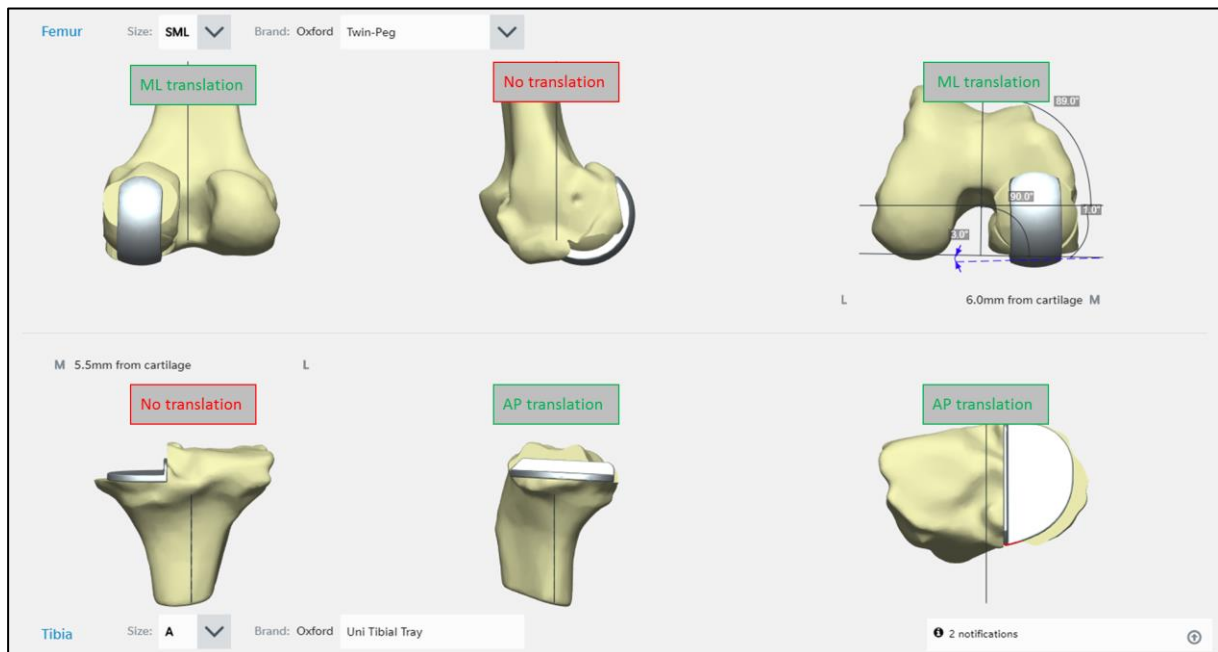 Femur Size: SML Brand: Oxford Twin-Peg
ML translation No translation ML translation
89.0°
90.0°
1.0°
3.0°
L 6.0mm from cartilage M
M 5.5mm from cartilage L
No translation AP translation AP translation
Tibia Size: A Brand: Oxford Uni Tibial Tray
2 notifications